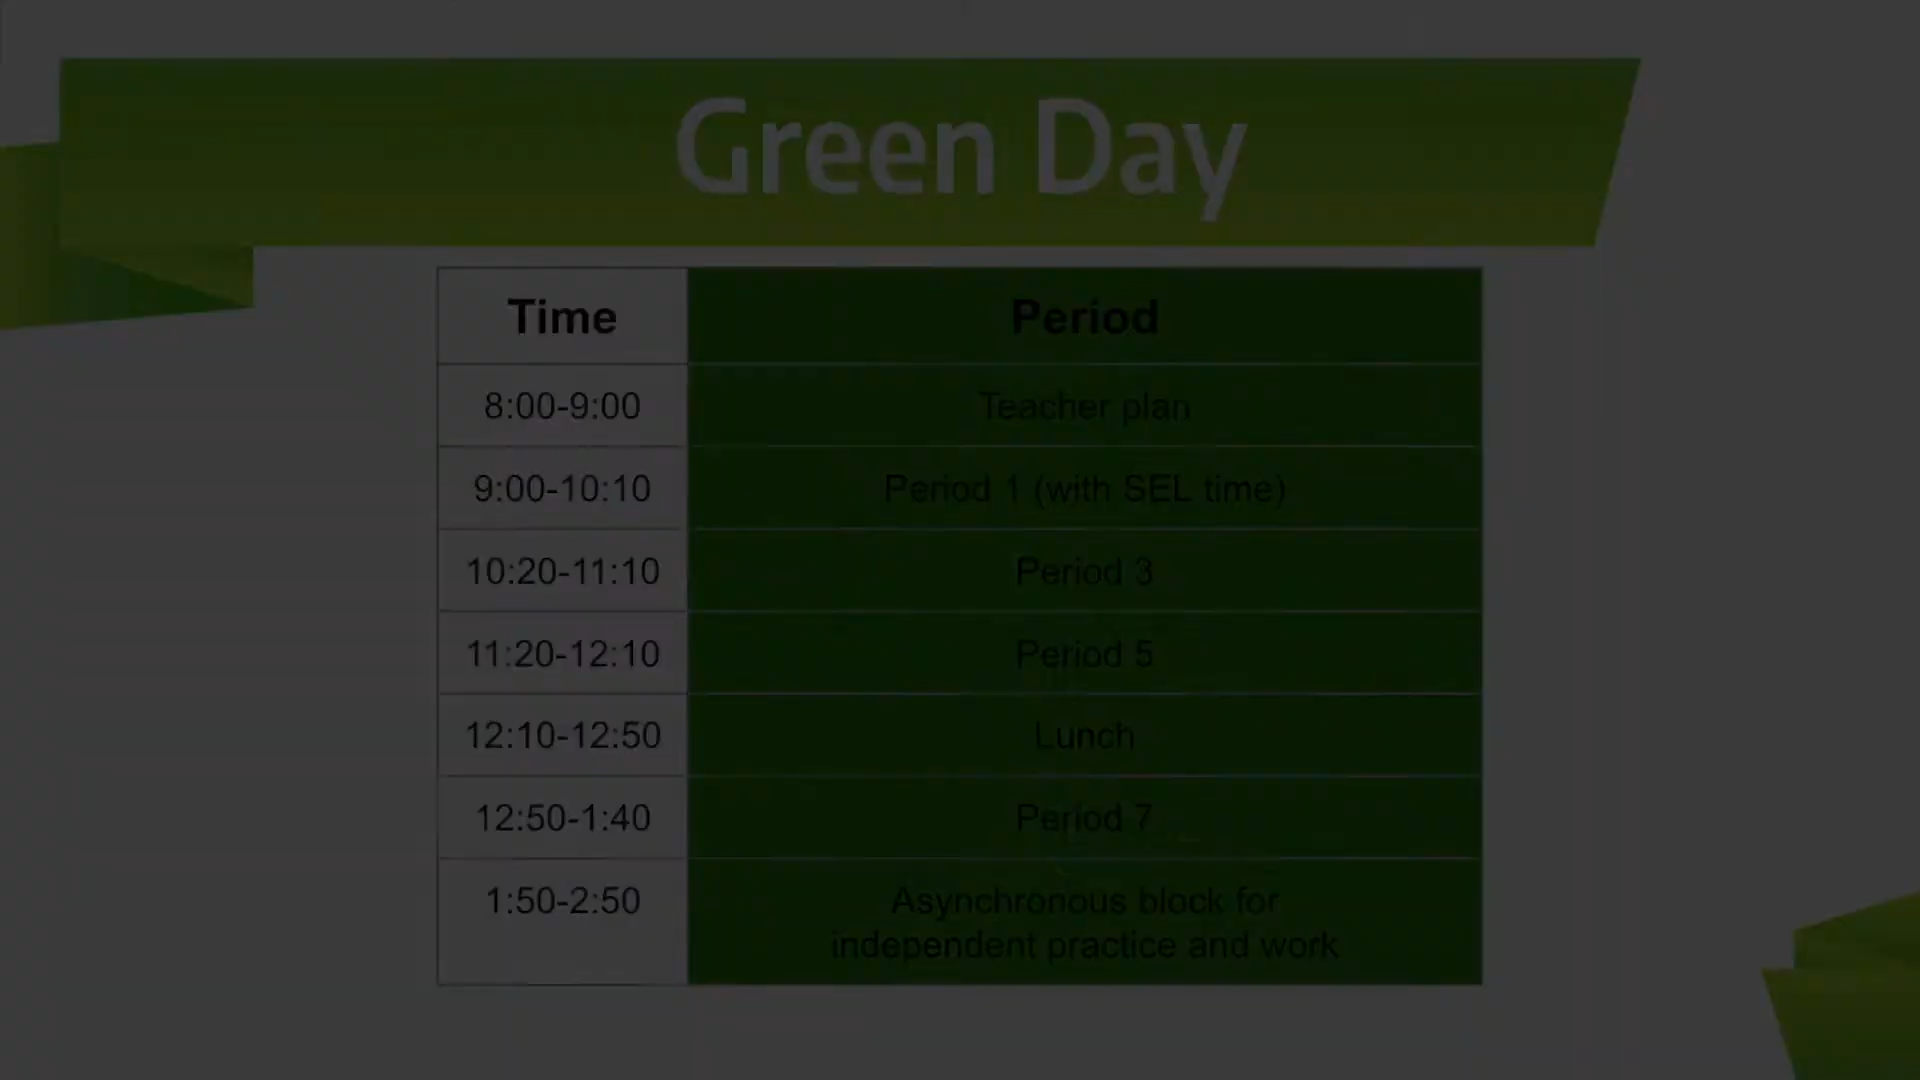 Green Day
Time Period
8:00-9:00 Teacher plan
9:00-10:10 Period 1 (with SEL time)
10:20-11:10 Period 3
11:20-12:10 Period 5
12:10-12:50 Lunch
12:50-1:40 Period 7
1:50-2:50 Asynchronous block for
independent practice and work